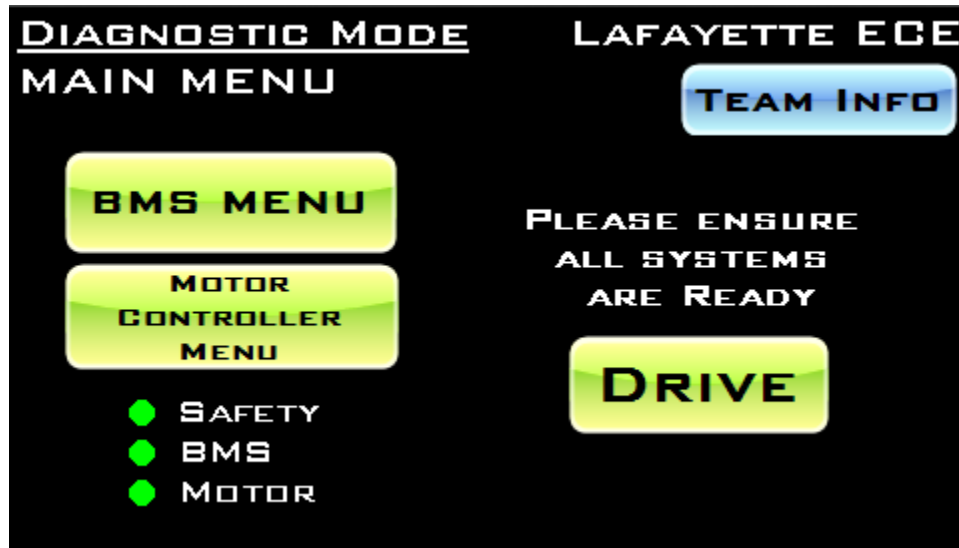 Diagnostic Mode
MAIN MENU
Lafayette ECE
Team Info
BMS MENU
Motor
Controller
Menu
Safety
BMS
Motor
Please ensure
all systems
are Ready
Drive